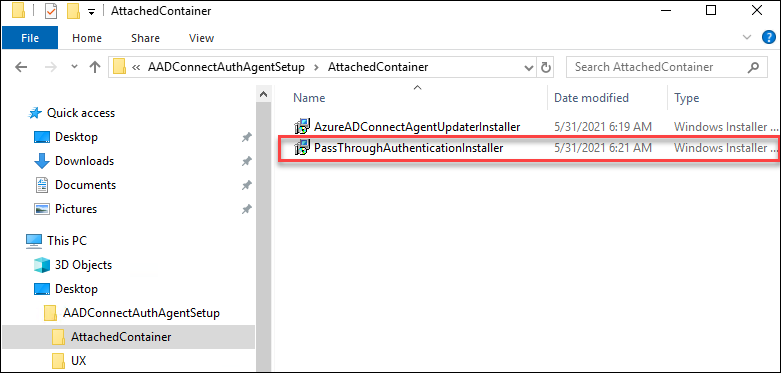 AttachedContainer
File Home Share View
« AADConnectAuthAgentSetup > AttachedContainer
Search AttachedContainer
Quick access
Desktop
Downloads
Documents
Pictures
This PC
3D Objects
Desktop
AADConnectAuthAgentSetup
AttachedContainer
UX
Name Date modified Type
AzureADConnectAgentUpdaterInstaller 5/31/2021 6:19 AM Windows Installer ...
PassThroughAuthenticationInstaller 5/31/2021 6:21 AM Windows Installer ...